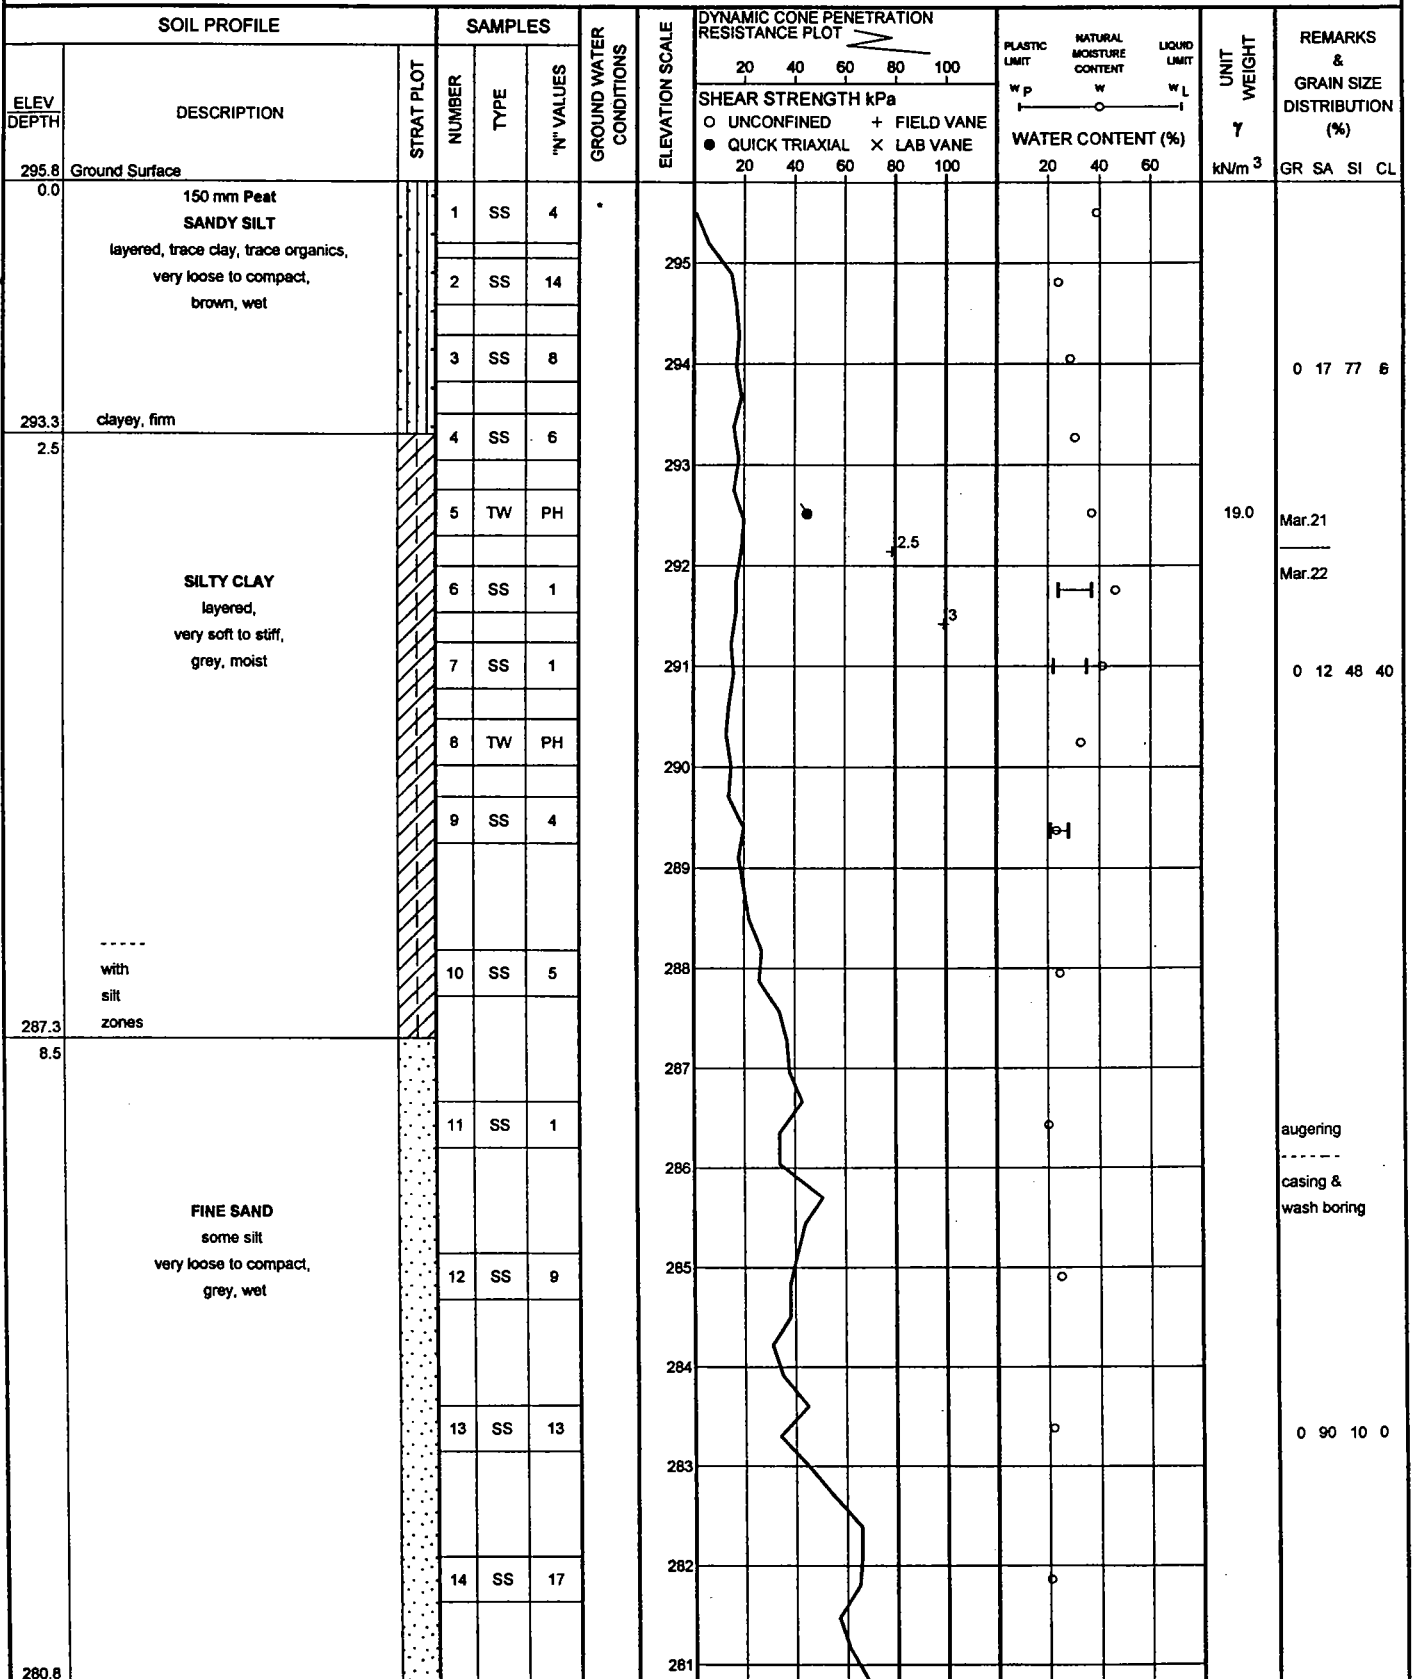 SOIL PROFILE
SAMPLES
GROUND WATER CONDITIONS
ELEVATION SCALE
DYNAMIC CONE PENETRATION
RESISTANCE PLOT
20 40 60 80 100
SHEAR STRENGTH kPa
○ UNCONFINED + FIELD VANE
● QUICK TRIAXIAL × LAB VANE
20 40 60 80 100
PLASTIC LIMIT
NATURAL MOISTURE CONTENT
LIQUID LIMIT
W P W W L
WATER CONTENT (%)
20 40 60
UNIT WEIGHT
γ
kN/m 3
REMARKS
&
GRAIN SIZE
DISTRIBUTION
(%)
GR SA SI CL
ELEV
DEPTH
DESCRIPTION
STRAT PLOT
NUMBER
TYPE
"N" VALUES
295.8 Ground Surface
0.0
150 mm Peat
SANDY SILT
layered, trace clay, trace organics,
very loose to compact,
brown, wet
1 SS 4 *
295
2 SS 14
3 SS 8
294
0 17 77 6
293.3 clayey, firm
2.5
4 SS 6
293
5 TW PH
19.0
Mar.21
2.5
292
Mar.22
SILTY CLAY
layered,
very soft to stiff,
grey, moist
6 SS 1
3
7 SS 1
291
0 12 48 40
8 TW PH
290
9 SS 4
289
-----
with
silt
zones
10 SS 5
288
287.3
8.5
287
11 SS 1
augering
------
286
casing &
wash boring
FINE SAND
some silt
very loose to compact,
grey, wet
12 SS 9
285
284
13 SS 13
0 90 10 0
283
282
14 SS 17
280.8
281